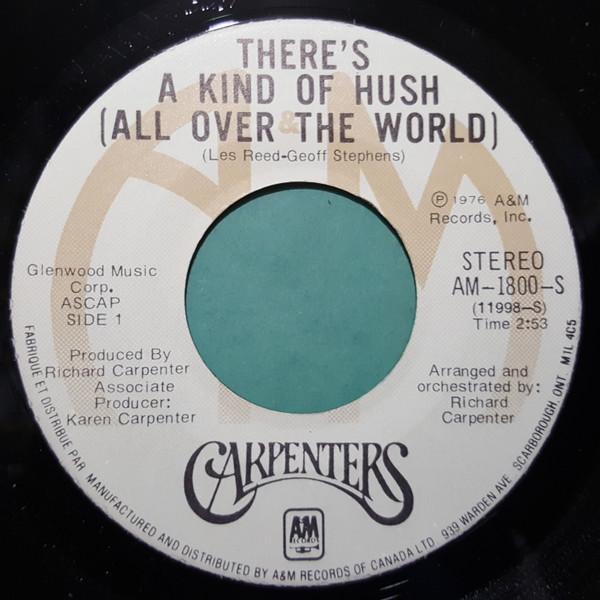 THERE'S
A KIND OF HUSH
(ALL OVER THE WORLD)
(Les Reed-Geoff Stephens)
Ⓟ 1976 A&M
Records, Inc.
Glenwood Music
Corp.
ASCAP
SIDE 1
STEREO
AM-1800-S
(11998-S)
Time 2:53
Produced By
Richard Carpenter
Associate
Producer:
Karen Carpenter
Arranged and
orchestrated by:
Richard
Carpenter
CARPENTERS
A&M
RECORDS
FABRIQUE ET DISTRIBUE PAR MANUFACTURED AND DISTRIBUTED BY A&M RECORDS OF CANADA LTD. 939 WARDEN AVE SCARBOROUGH, ONT. M1L 4C5